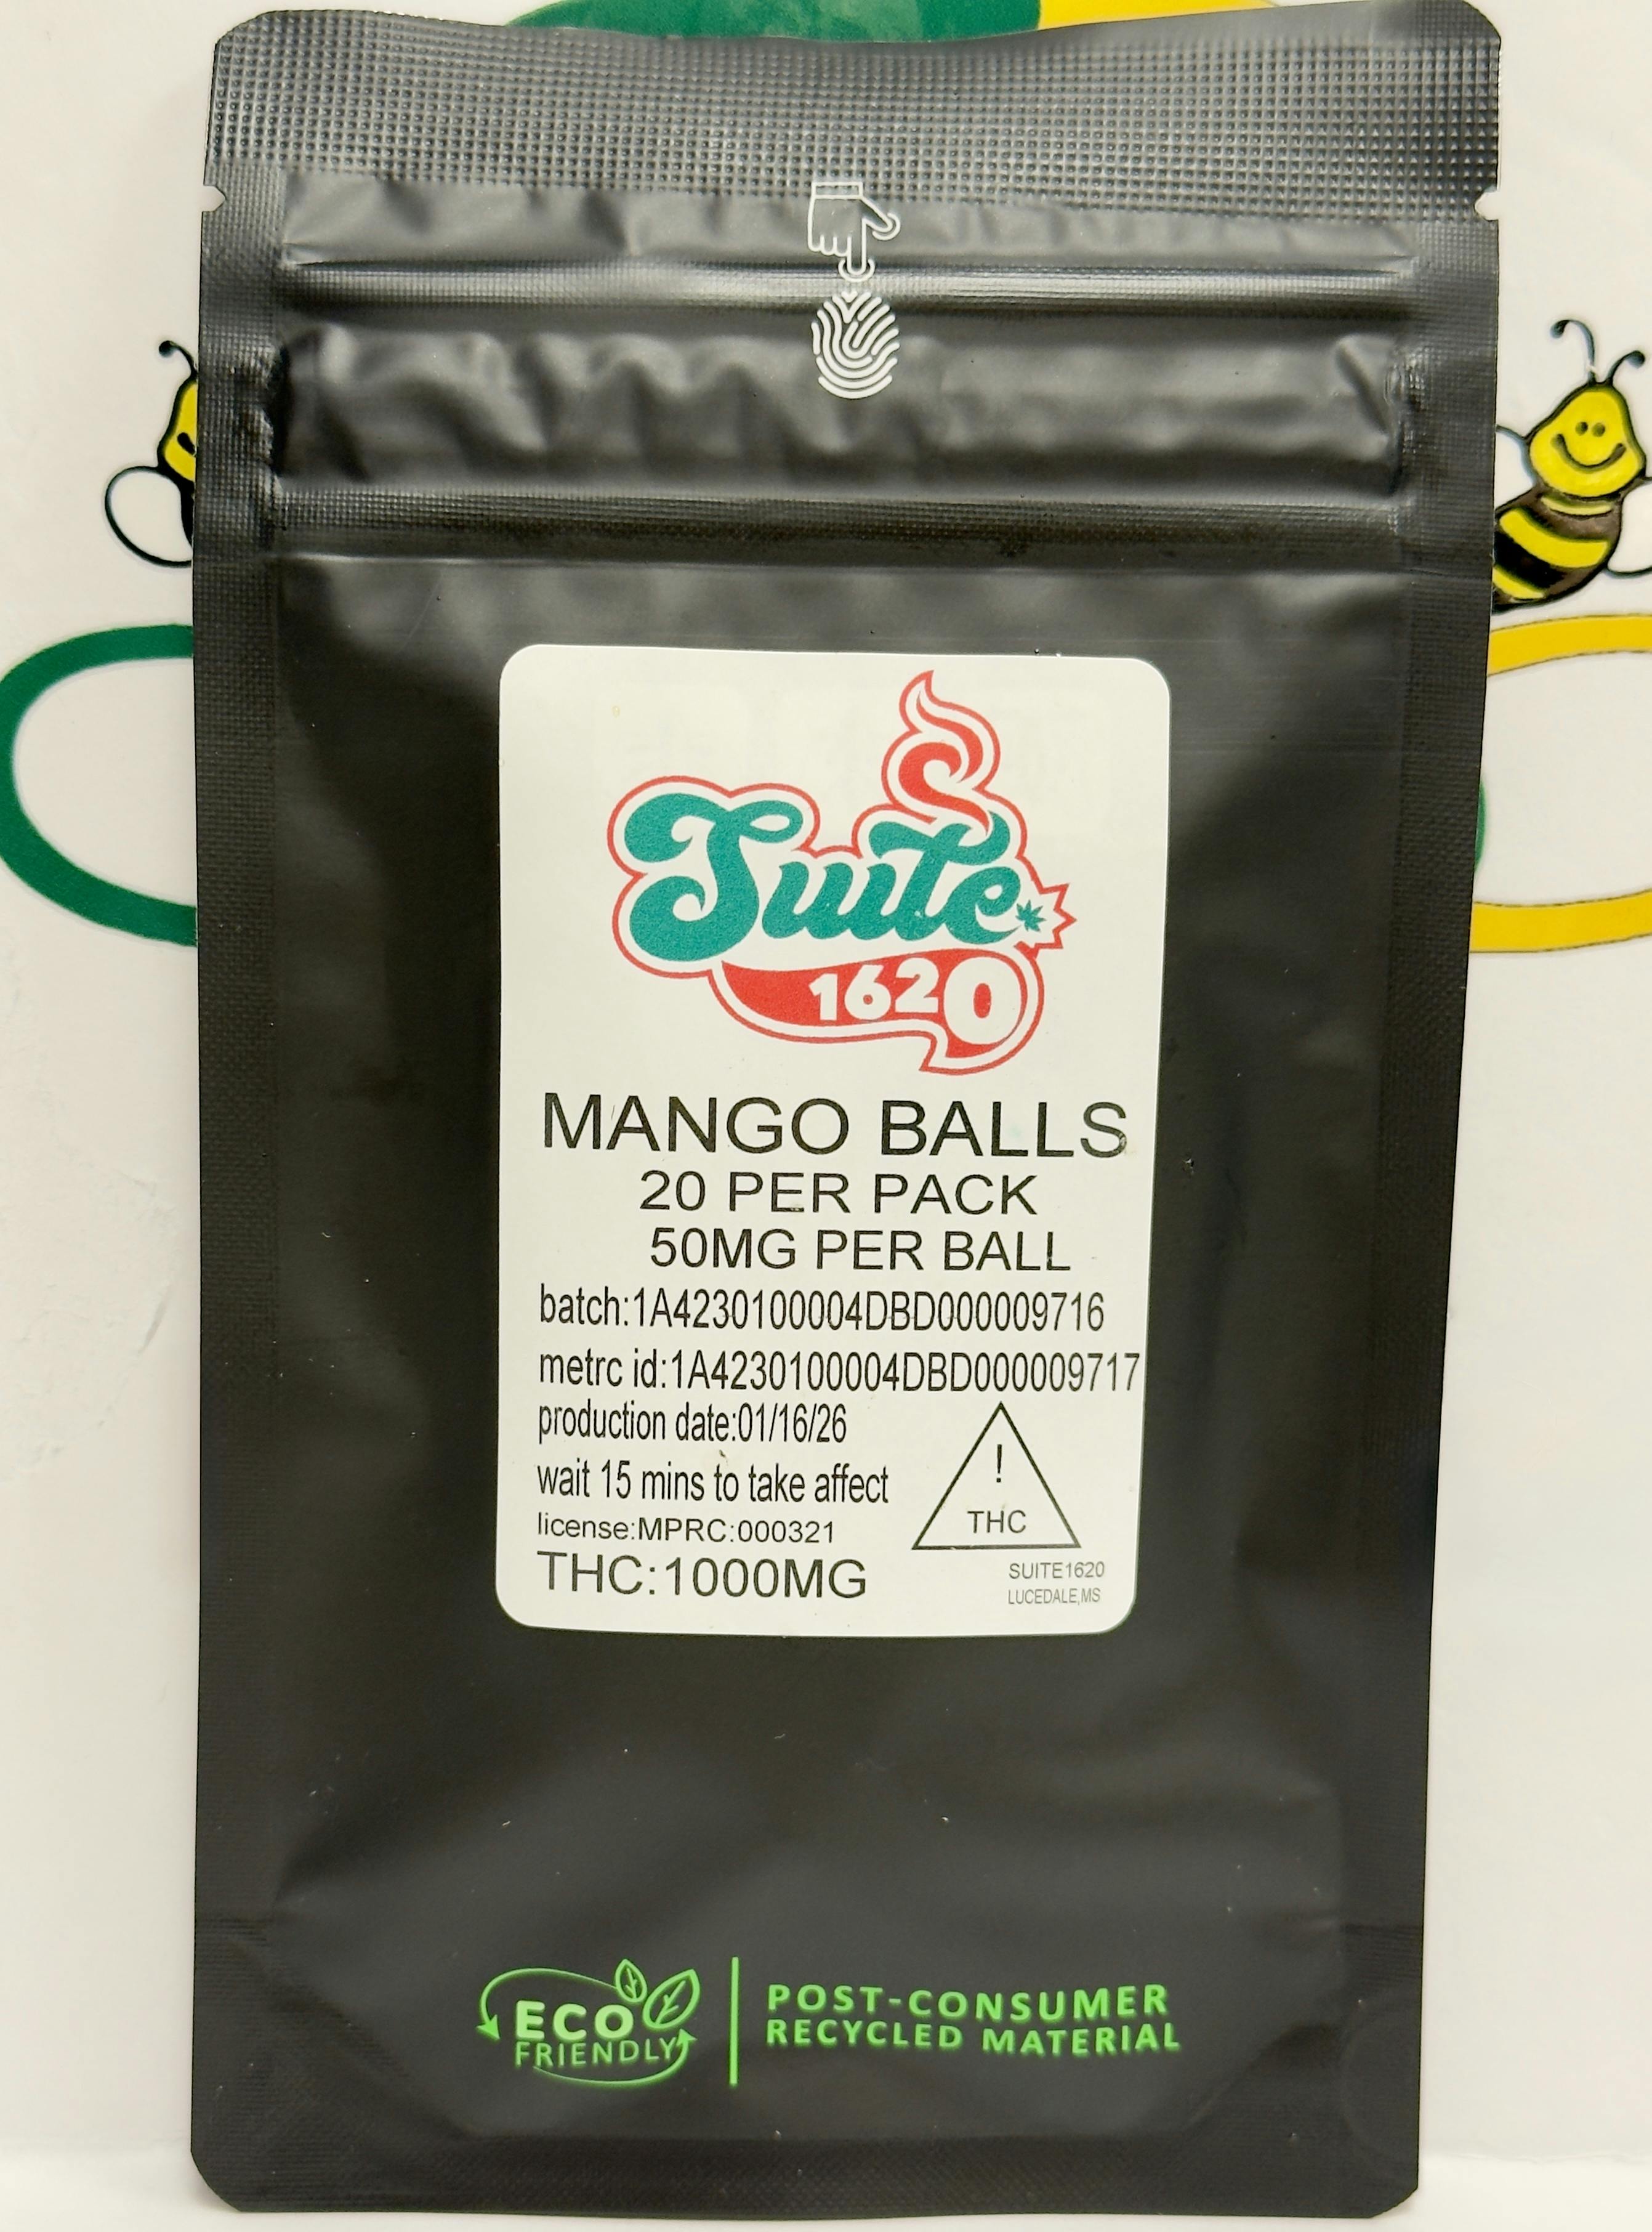 Suite
1620
MANGO BALLS
20 PER PACK
50MG PER BALL
batch:1A4230100004DBD000009716
metrc id:1A4230100004DBD000009717
production date:01/16/26
wait 15 mins to take affect
license:MPRC:000321
THC:1000MG
!
THC
SUITE1620
LUCEDALE,MS
ECO
FRIENDLY
POST-CONSUMER
RECYCLED MATERIAL